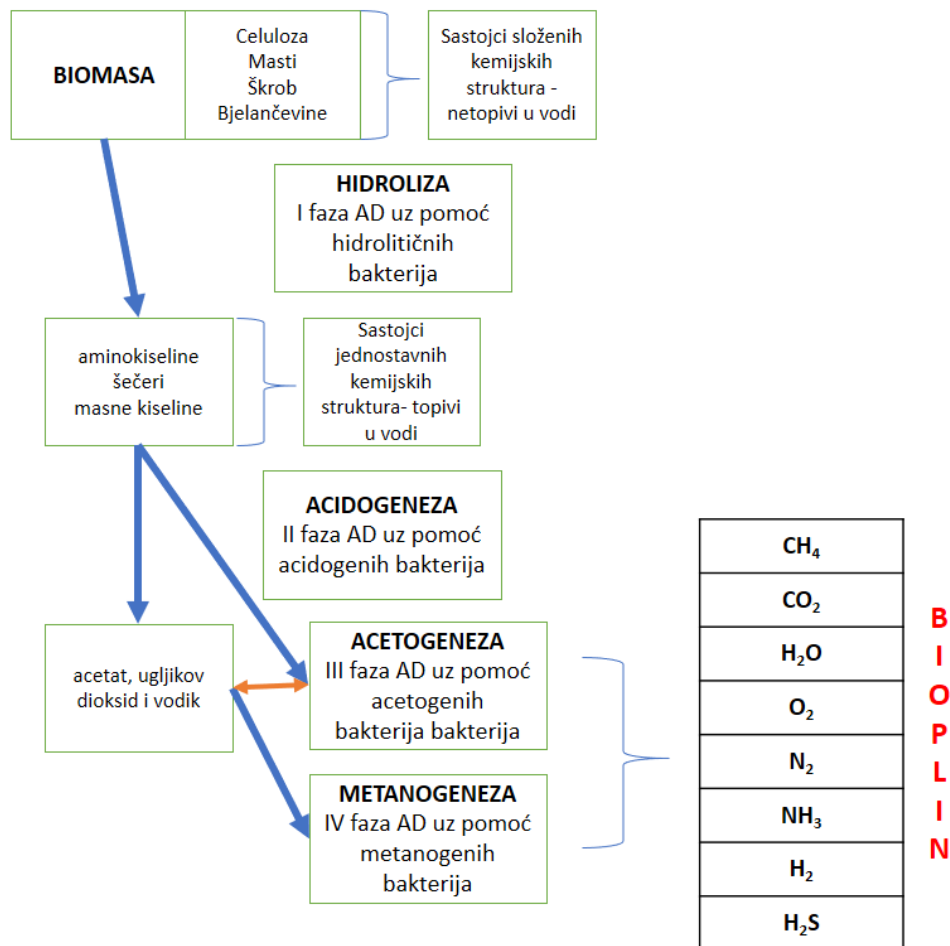 BIOMASA
Celuloza
Masti
Škrob
Bjelančevine
Sastojci složenih
kemijskih
struktura -
netopivi u vodi
HIDROLIZA
I faza AD uz pomoć
hidrolitičnih
bakterija
aminokiseline
šečeri
masne kiseline
Sastojci
jednostavnih
kemijskih
struktura- topivi
u vodi
ACIDOGENEZA
II faza AD uz pomoć
acidogenih bakterija
acetat, ugljikov
dioksid i vodik
ACETOGENEZA
III faza AD uz pomoć
acetogenih
bakterija bakterija
METANOGENEZA
IV faza AD uz pomoć
metanogenih
bakterija
CH₄
CO₂
H₂O
O₂
N₂
NH₃
H₂
H₂S
B
I
O
P
L
I
N